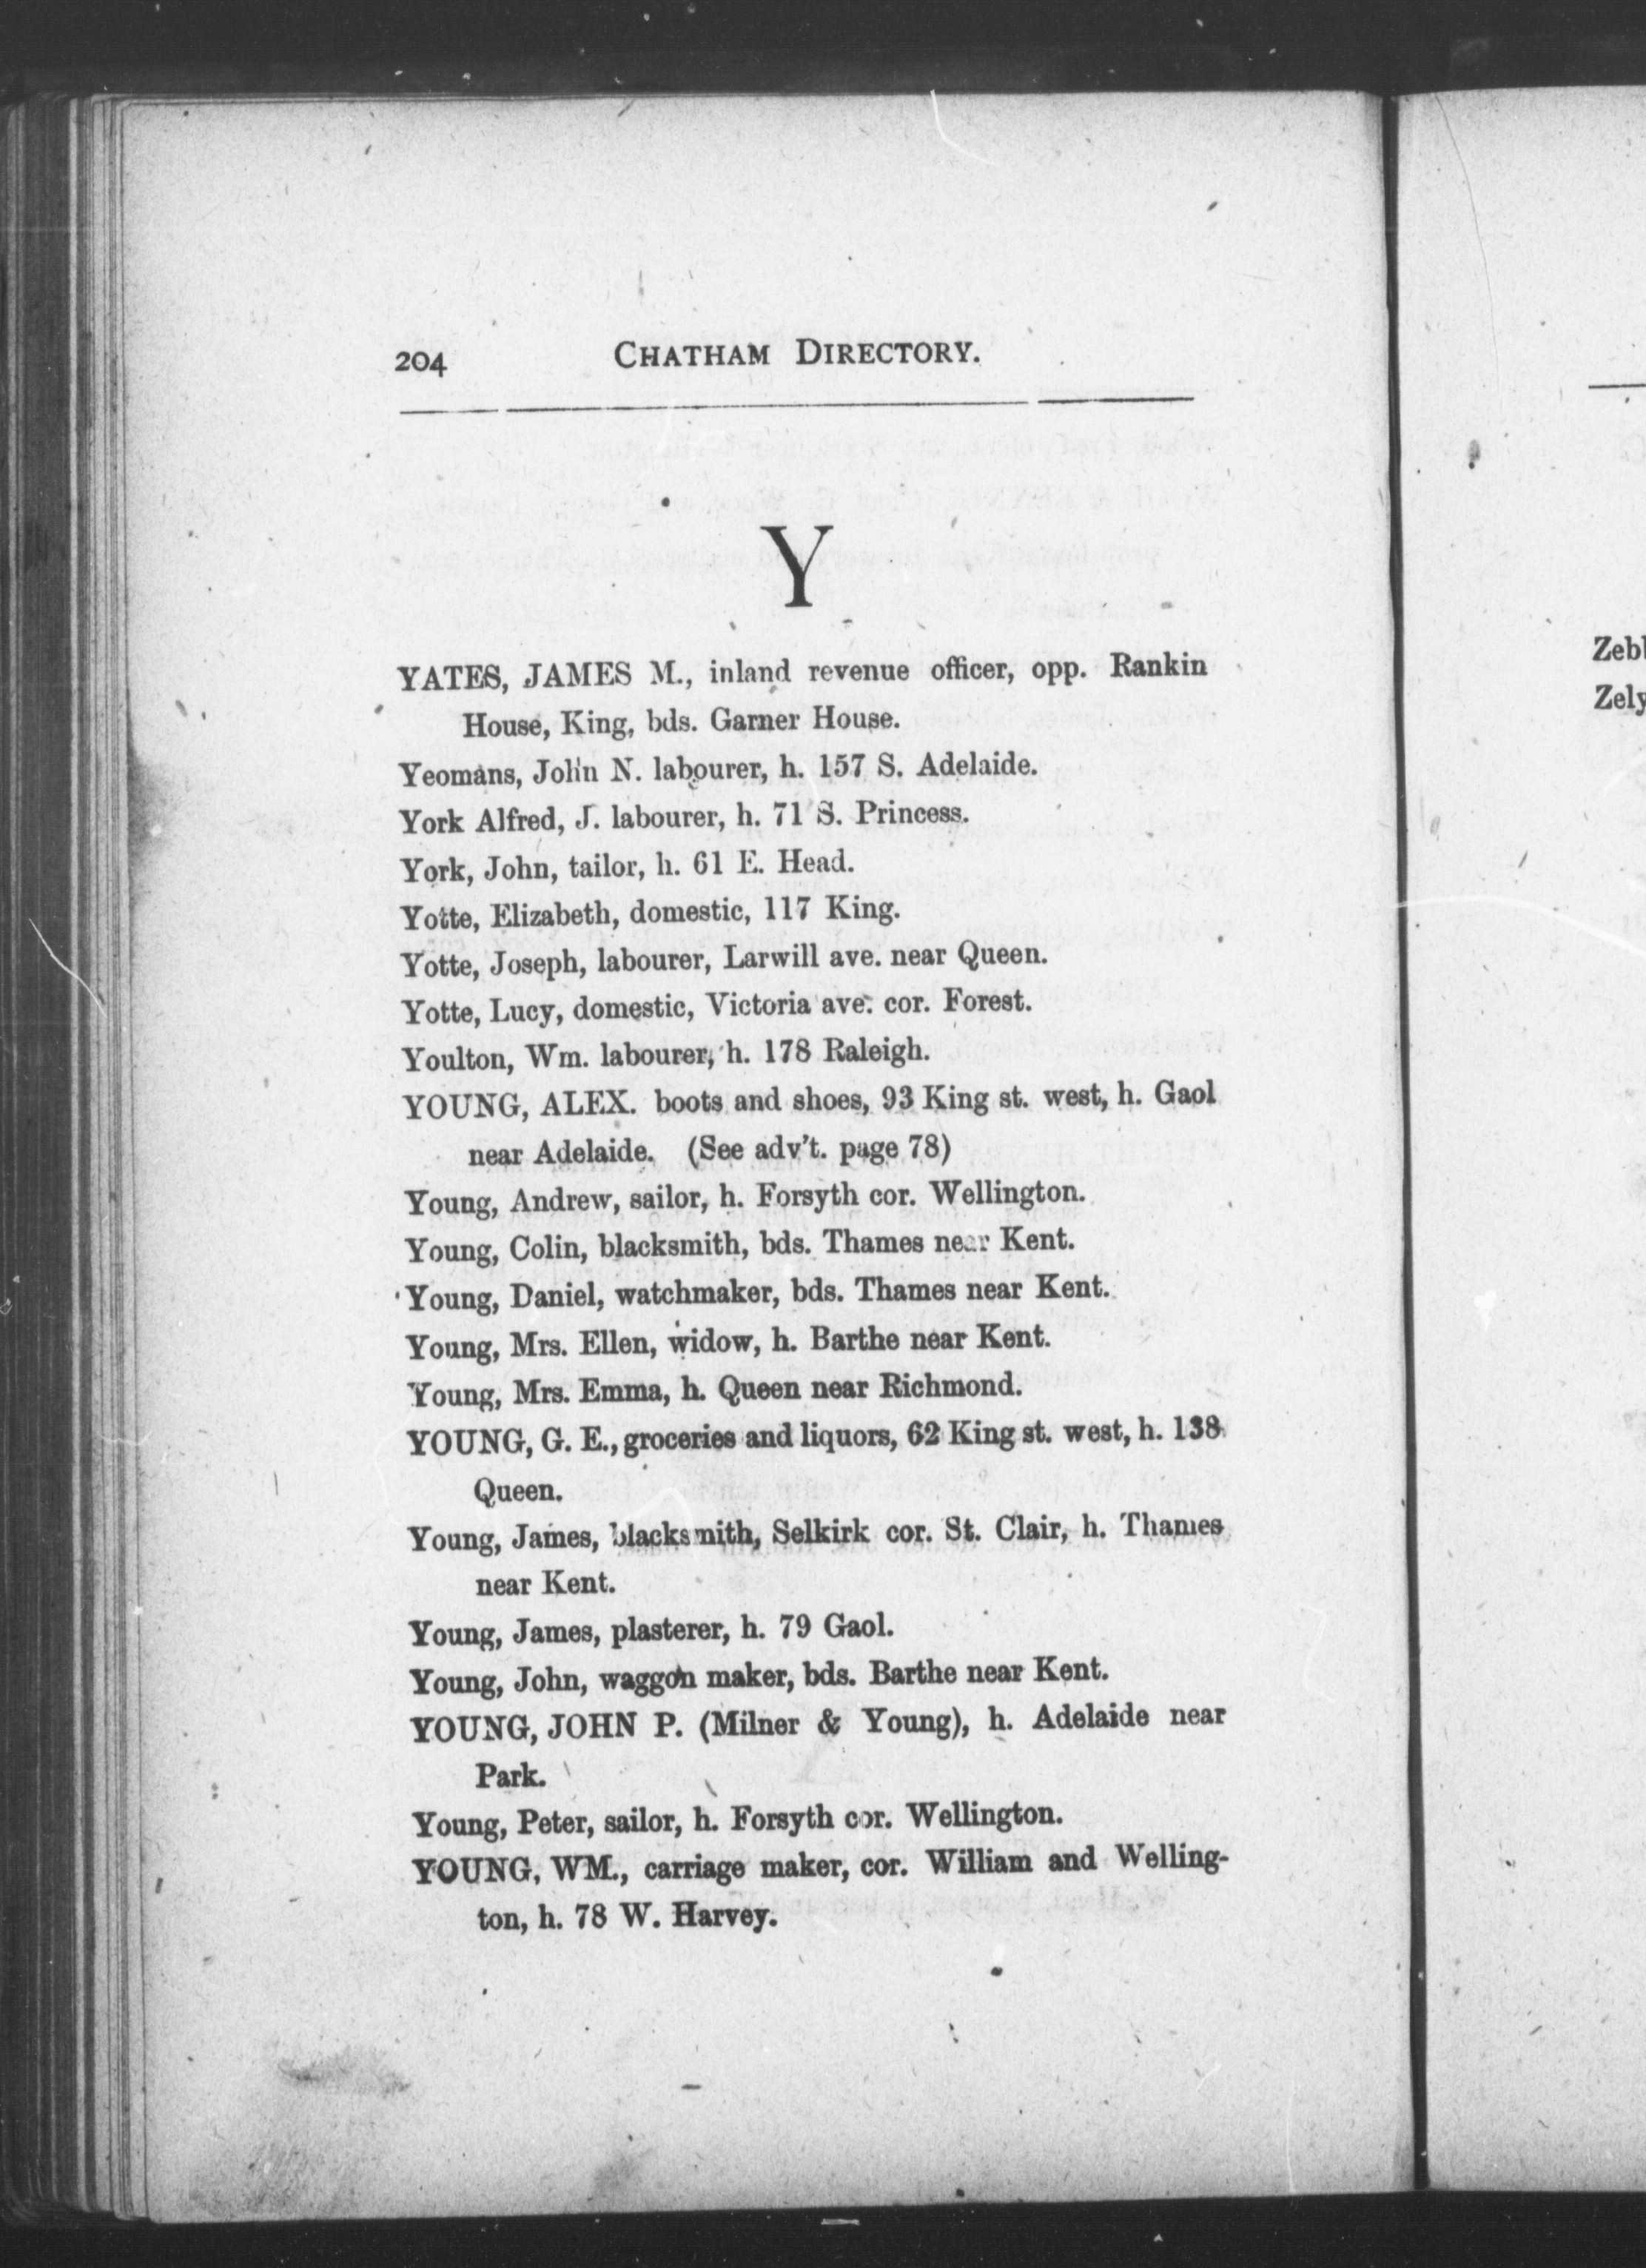 204 CHATHAM DIRECTORY.
Y
YATES, JAMES M., inland revenue officer, opp. Rankin
House, King, bds. Garner House.
Yeomans, John N. labourer, h. 157 S. Adelaide.
York Alfred, J. labourer, h. 71 S. Princess.
York, John, tailor, h. 61 E. Head.
Yotte, Elizabeth, domestic, 117 King.
Yotte, Joseph, labourer, Larwill ave. near Queen.
Yotte, Lucy, domestic, Victoria ave. cor. Forest.
Youlton, Wm. labourer, h. 178 Raleigh.
YOUNG, ALEX. boots and shoes, 93 King st. west, h. Gaol
near Adelaide. (See adv't. page 78)
Young, Andrew, sailor, h. Forsyth cor. Wellington.
Young, Colin, blacksmith, bds. Thames near Kent.
Young, Daniel, watchmaker, bds. Thames near Kent.
Young, Mrs. Ellen, widow, h. Barthe near Kent.
Young, Mrs. Emma, h. Queen near Richmond.
YOUNG, G. E., groceries and liquors, 62 King st. west, h. 138
Queen.
Young, James, blacksmith, Selkirk cor. St. Clair, h. Thames
near Kent.
Young, James, plasterer, h. 79 Gaol.
Young, John, waggon maker, bds. Barthe near Kent.
YOUNG, JOHN P. (Milner & Young), h. Adelaide near
Park.
Young, Peter, sailor, h. Forsyth cor. Wellington.
YOUNG, WM., carriage maker, cor. William and Welling-
ton, h. 78 W. Harvey.